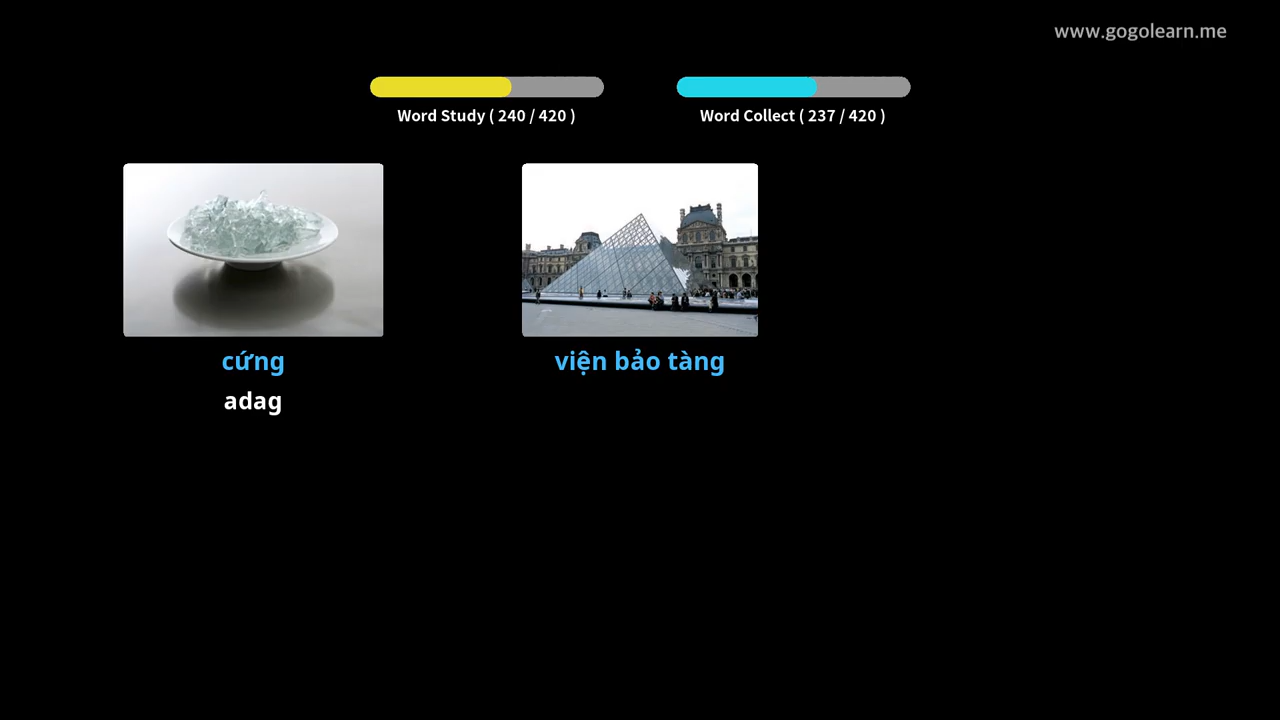 www.gogolearn.me
Word Study ( 240 / 420 )
Word Collect ( 237 / 420 )
cứng
adag
viện bảo tàng